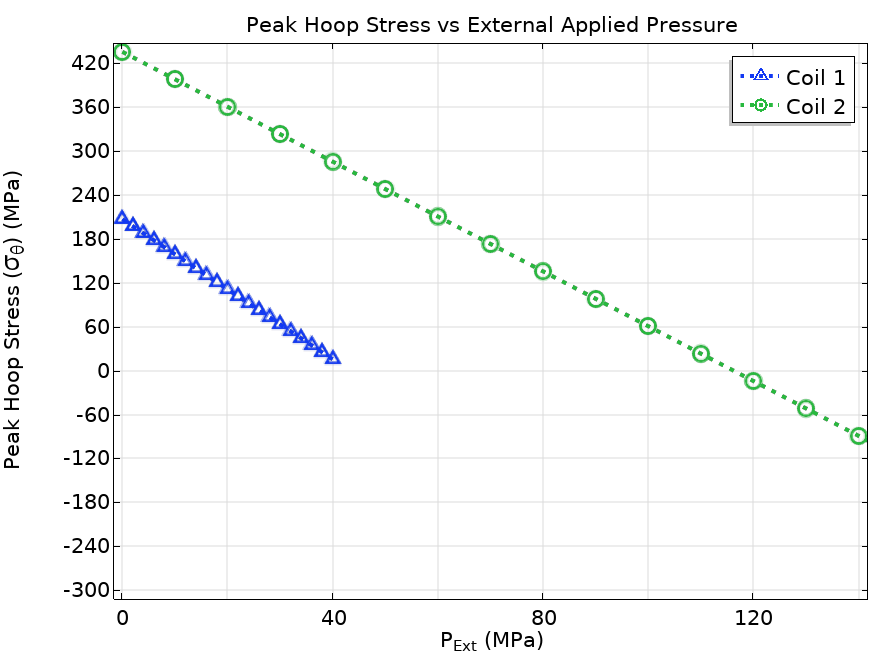 Peak Hoop Stress vs External Applied Pressure
Coil 1
Coil 2
Peak Hoop Stress (σθ) (MPa)
420
360
300
240
180
120
60
0
-60
-120
-180
-240
-300
0 40 80 120
PExt (MPa)